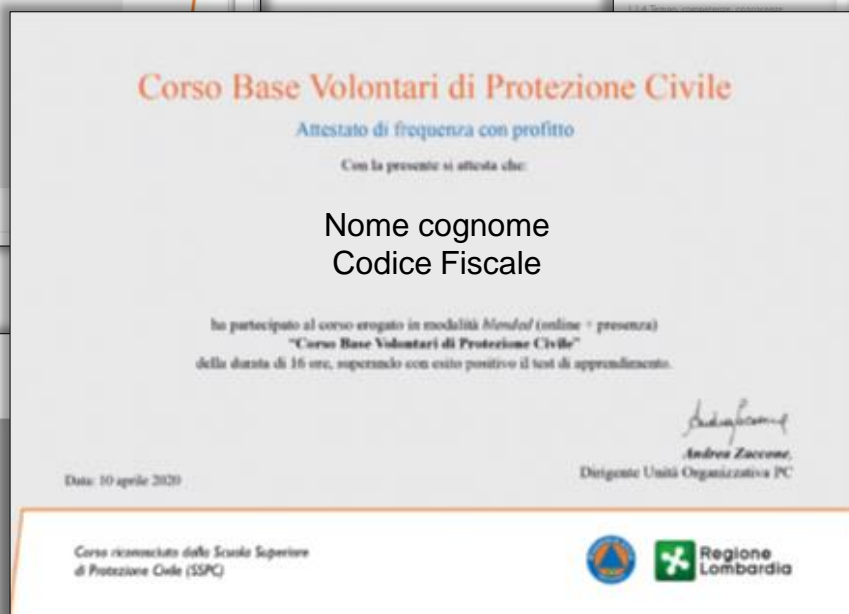 Corso Base Volontari di Protezione Civile
Attestato di frequenza con profitto
Con la presente si attesta che:
Nome cognome
Codice Fiscale
ha partecipato al corso erogato in modalità blended (online + presenza)
"Corso Base Volontari di Protezione Civile"
della durata di 16 ore, superando con esito positivo il test di apprendimento.
Andrea Zaccone,
Dirigente Unità Organizzativa PC
Data: 10 aprile 2020
Corso riconosciuto dalla Scuola Superiore
di Protezione Civile (SSPC)
Regione
Lombardia